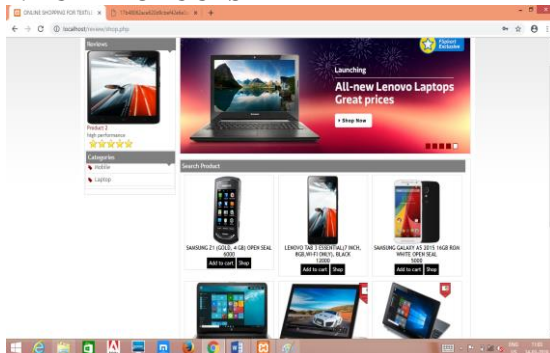 ONLINE SHOPPING FOR TEXTIL
localhost/review/shop.php
Reviews
Product 2
high performance
Categories
Mobile
Laptop
Flipkart
Exclusive
Launching
All-new Lenovo Laptops
Great prices
Shop Now
Search Product
SAMSUNG Z1 (GOLD, 4 GB) OPEN SEAL
6000
Add to cart Shop
LENOVO TAB 3 ESSENTIAL(7 INCH,
8GB,WI-FI ONLY), BLACK
12000
Add to cart Shop
SAMSUNG GALAXY A5 2015 16GB ROM
WHITE OPEN SEAL
5000
Add to cart Shop